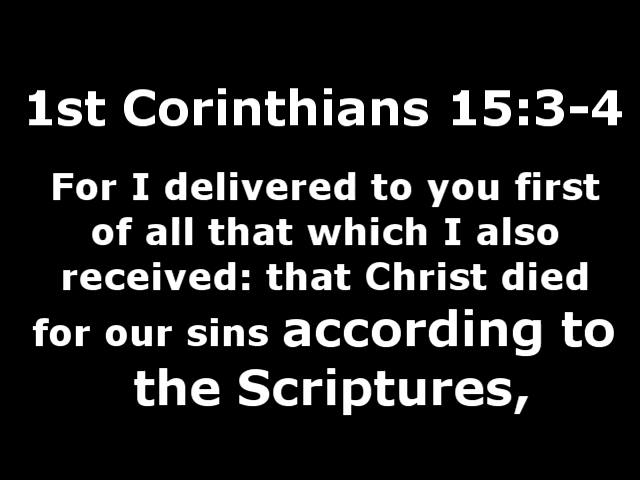 1st Corinthians 15:3-4
For I delivered to you first
of all that which I also
received: that Christ died
for our sins according to
the Scriptures,